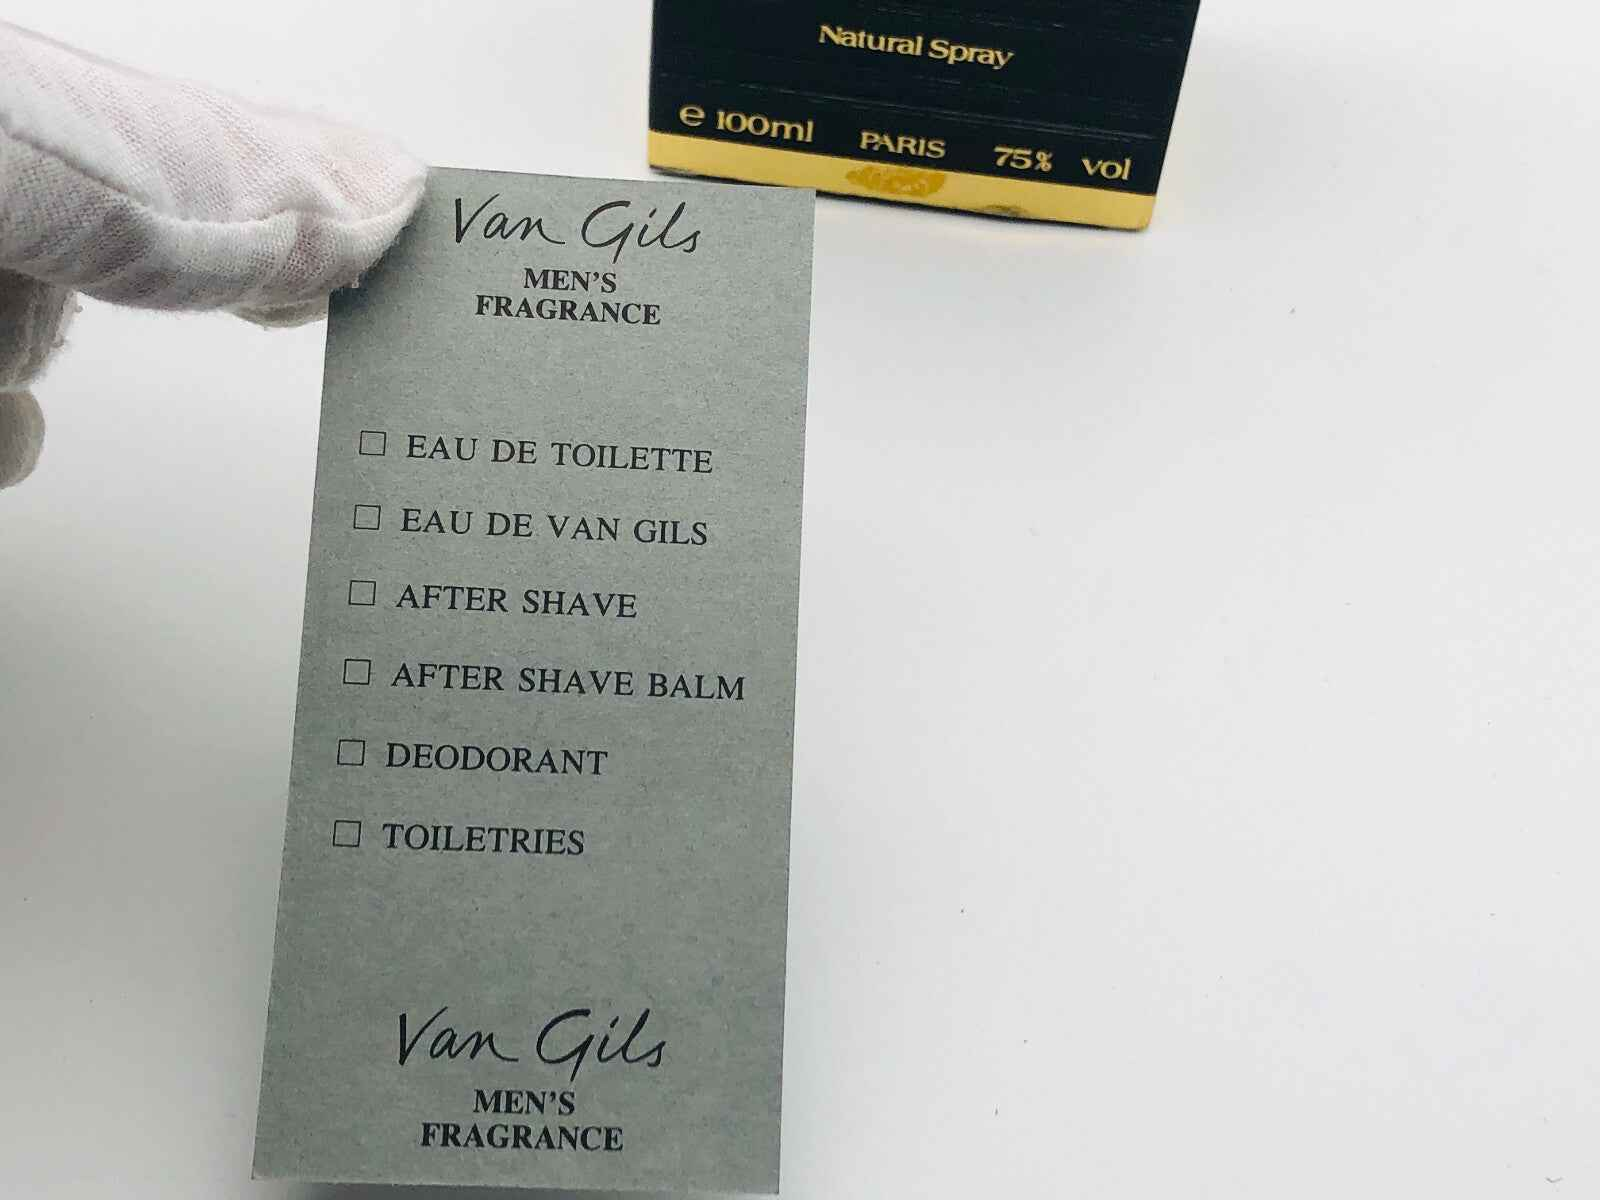 Natural Spray
e 100ml PARIS 75% vol
Van Gils
MEN'S
FRAGRANCE
☐ EAU DE TOILETTE
☐ EAU DE VAN GILS
☐ AFTER SHAVE
☐ AFTER SHAVE BALM
☐ DEODORANT
☐ TOILETRIES
Van Gils
MEN'S
FRAGRANCE